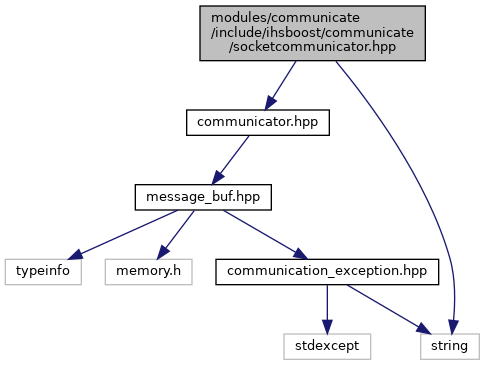 modules/communicate
/include/ihsboost/communicate
/socketcommunicator.hpp
communicator.hpp
message_buf.hpp
typeinfo
memory.h
communication_exception.hpp
stdexcept
string